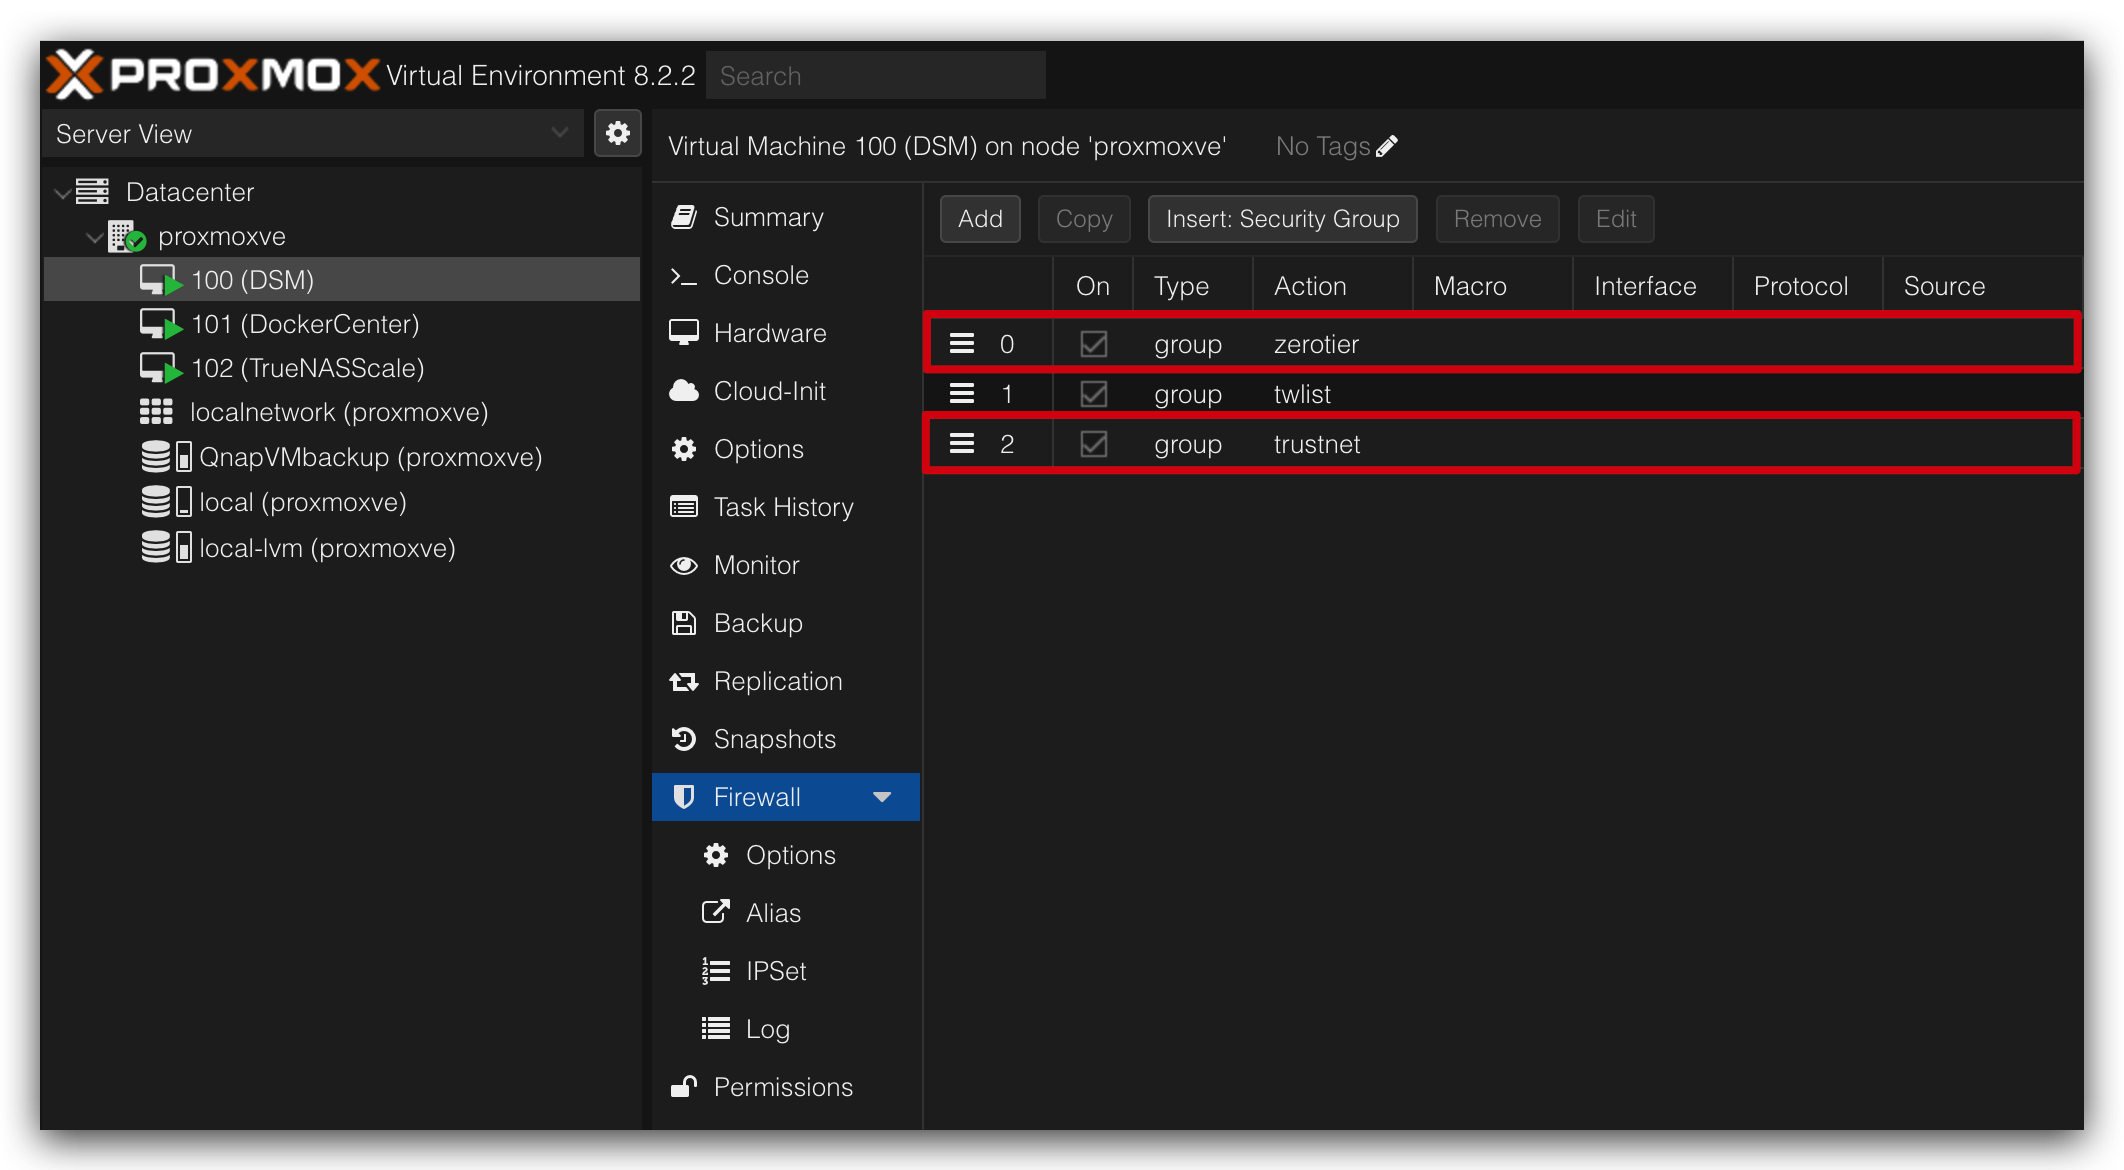 PROXMOX Virtual Environment 8.2.2 Search
Server View
Datacenter
proxmoxve
100 (DSM)
101 (DockerCenter)
102 (TrueNASScale)
localnetwork (proxmoxve)
QnapVMbackup (proxmoxve)
local (proxmoxve)
local-lvm (proxmoxve)
Virtual Machine 100 (DSM) on node 'proxmoxve' No Tags
Summary
Console
Hardware
Cloud-Init
Options
Task History
Monitor
Backup
Replication
Snapshots
Firewall
Options
Alias
IPSet
Log
Permissions
Add Copy Insert: Security Group Remove Edit
On Type Action Macro Interface Protocol Source
0 group zerotier
1 group twlist
2 group trustnet